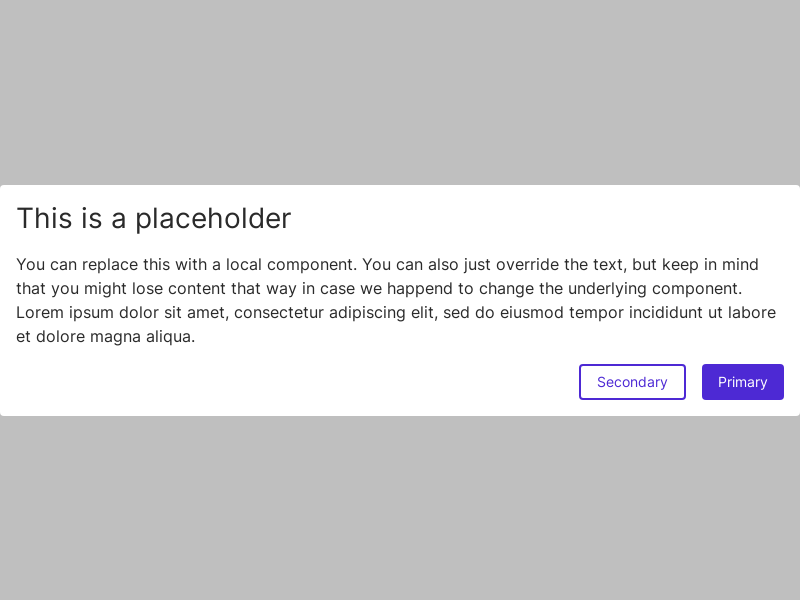 This is a placeholder
You can replace this with a local component. You can also just override the text, but keep in mind
that you might lose content that way in case we happend to change the underlying component.
Lorem ipsum dolor sit amet, consectetur adipiscing elit, sed do eiusmod tempor incididunt ut labore
et dolore magna aliqua.
Secondary
Primary